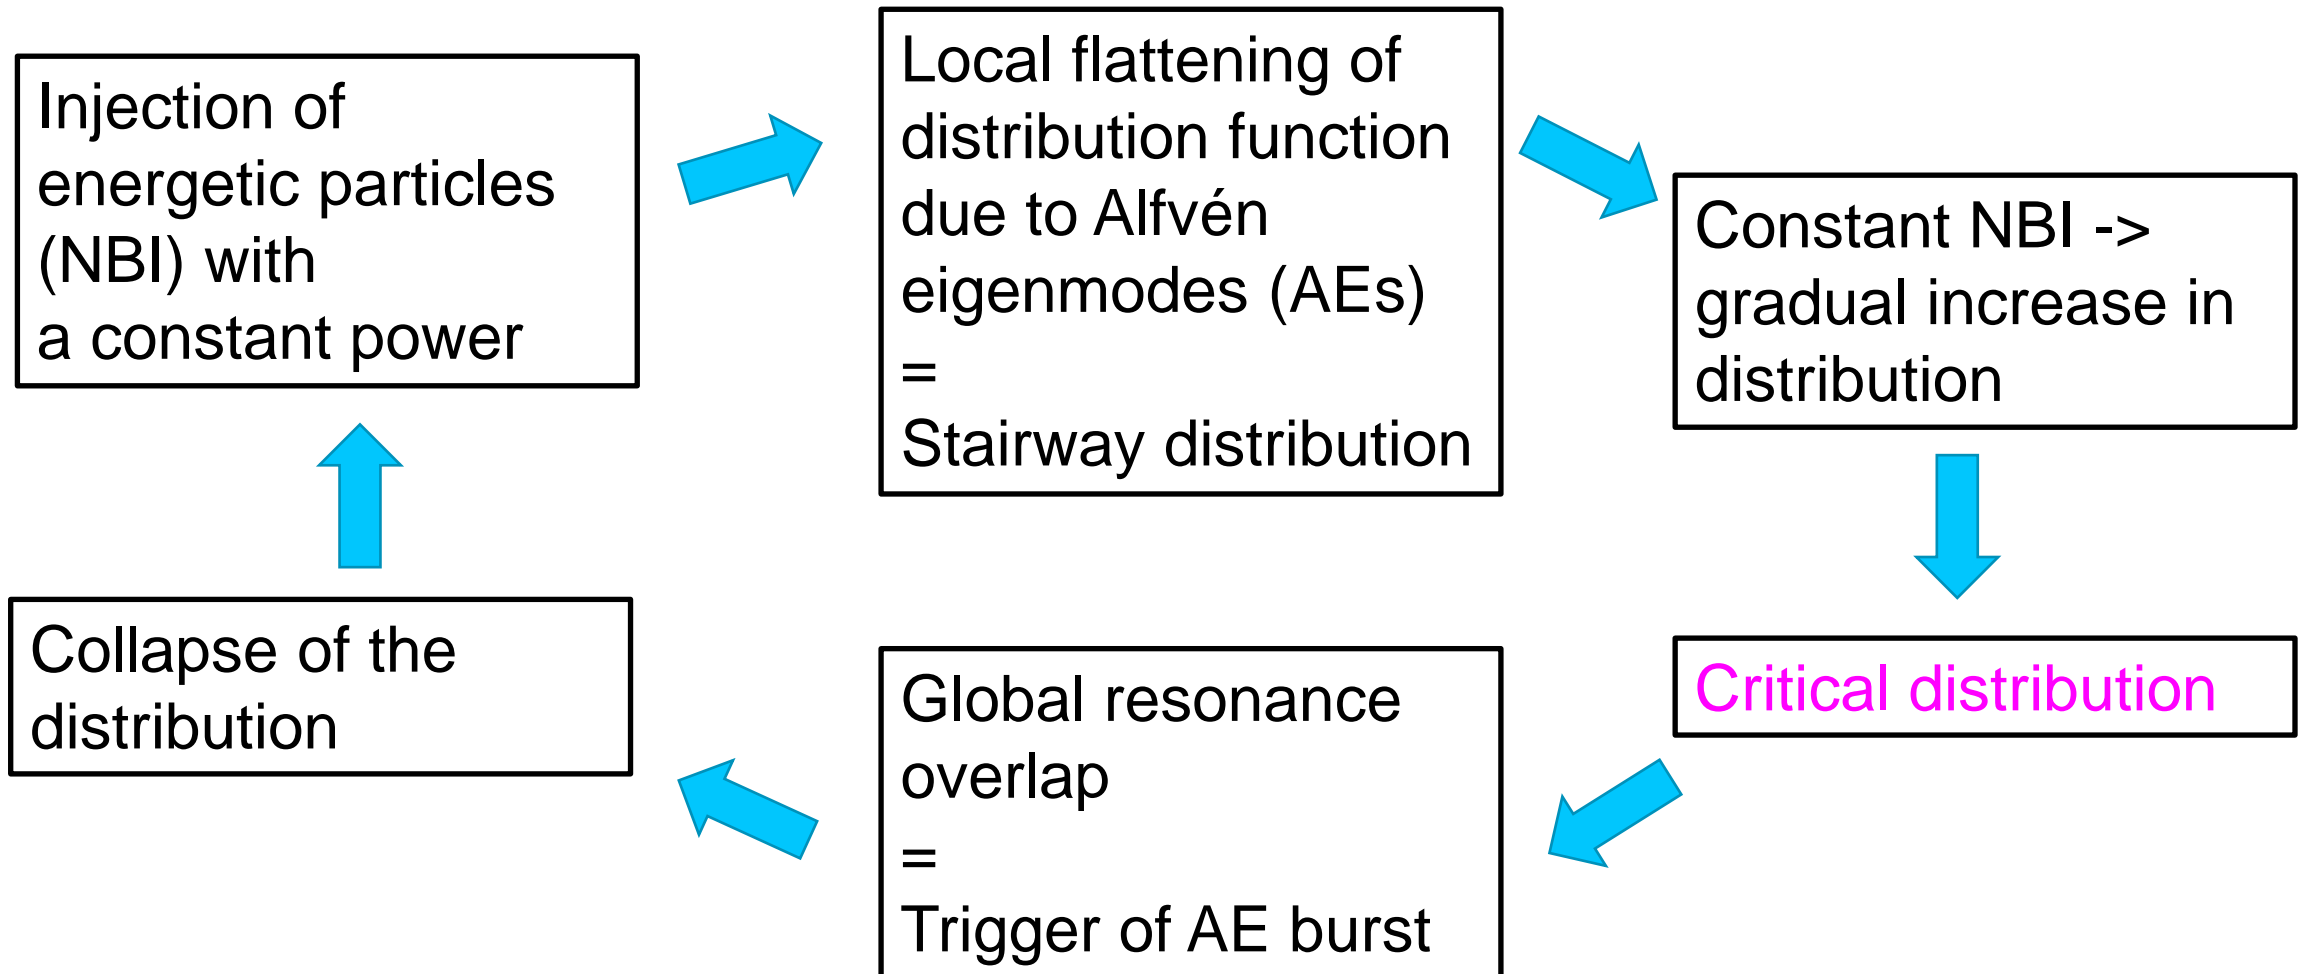 Injection of
energetic particles
(NBI) with
a constant power
Local flattening of
distribution function
due to Alfvén
eigenmodes (AEs)
=
Stairway distribution
Constant NBI ->
gradual increase in
distribution
Critical distribution
Global resonance
overlap
=
Trigger of AE burst
Collapse of the
distribution